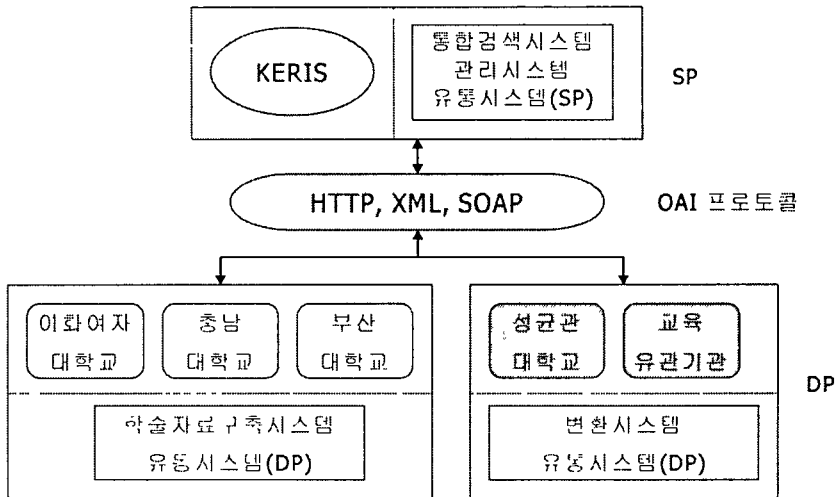 KERIS
통합검색시스템
관리시스템
유통시스템(SP)
SP
HTTP, XML, SOAP
OAI 프로토콜
이화여자
대학교
충남
대학교
부산
대학교
성균관
대학교
교육
유관기관
DP
학술자료구축시스템
유통시스템(DP)
변환시스템
유통시스템(DP)